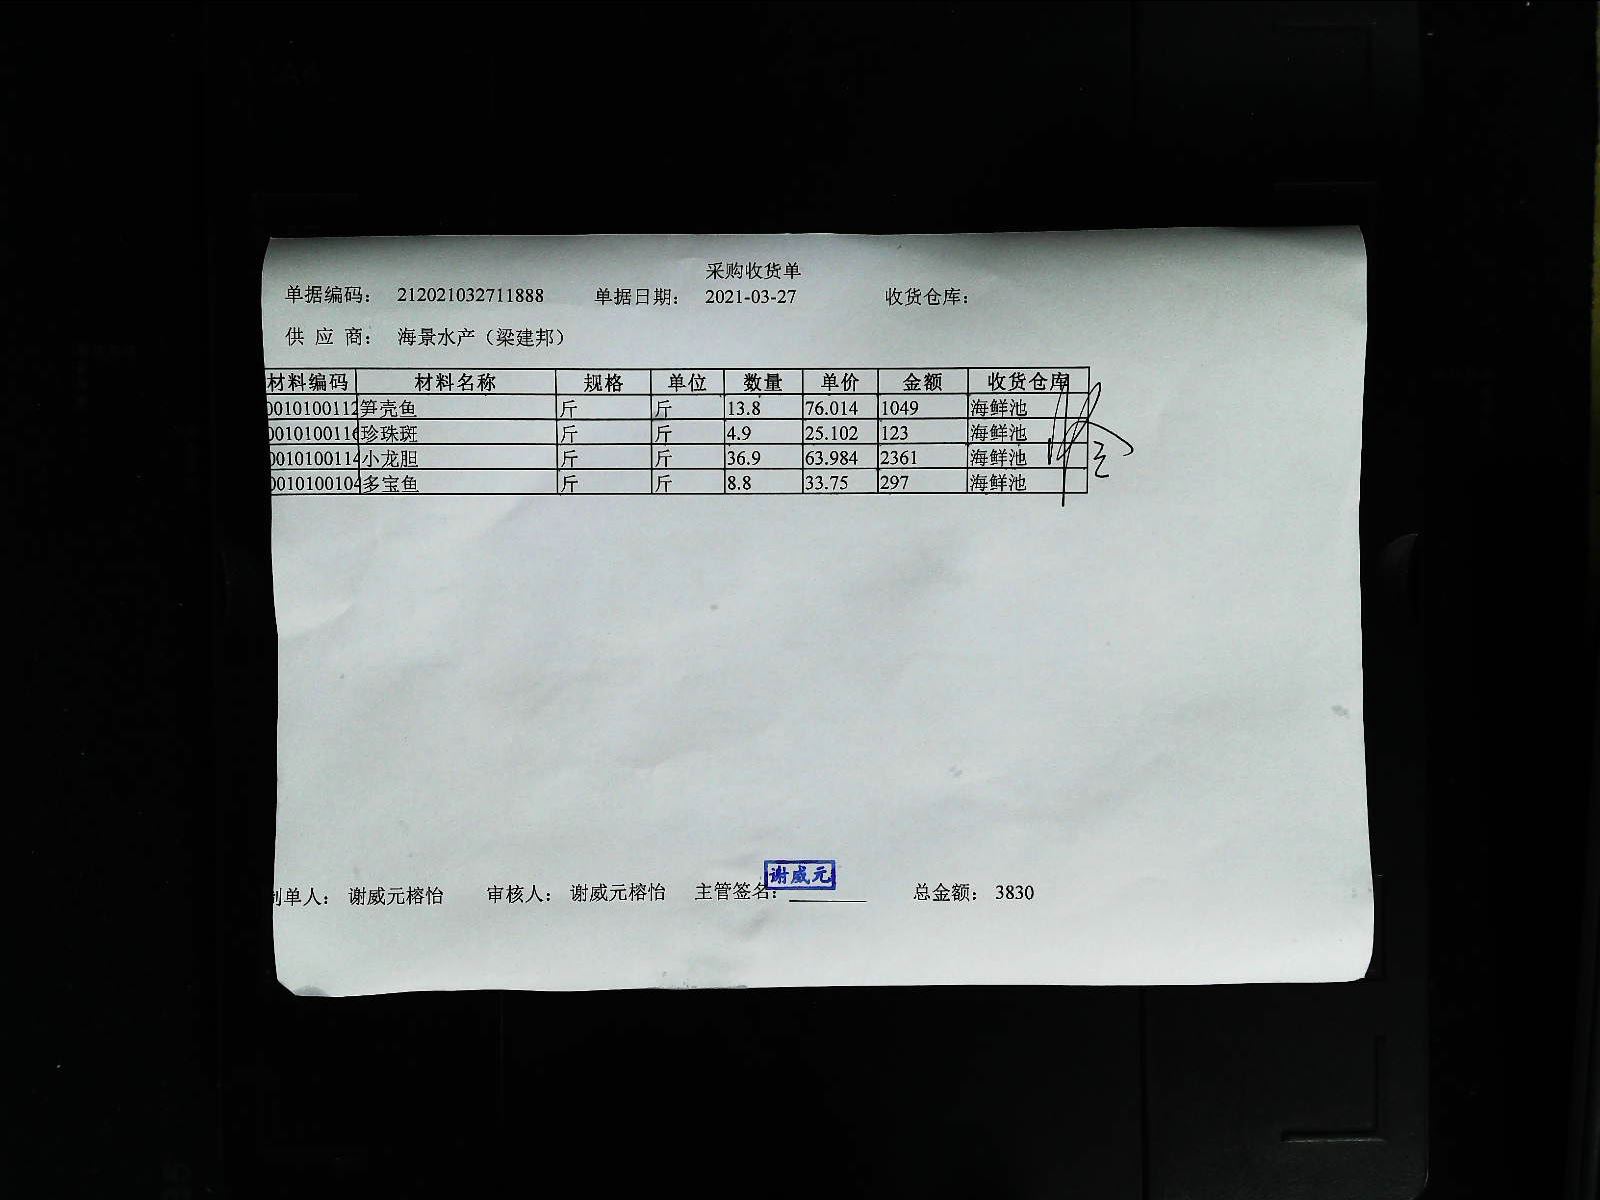 采购收货单
单据编码： 212021032711888 单据日期： 2021-03-27 收货仓库：
供 应 商： 海景水产（梁建邦）
材料编码 材料名称 规格 单位 数量 单价 金额 收货仓库
0010100112 笋壳鱼 斤 斤 13.8 76.014 1049 海鲜池
0010100116 珍珠斑 斤 斤 4.9 25.102 123 海鲜池
0010100114 小龙胆 斤 斤 36.9 63.984 2361 海鲜池
0010100104 多宝鱼 斤 斤 8.8 33.75 297 海鲜池
谢威元
制单人： 谢威元榕怡 审核人： 谢威元榕怡 主管签名： 总金额： 3830